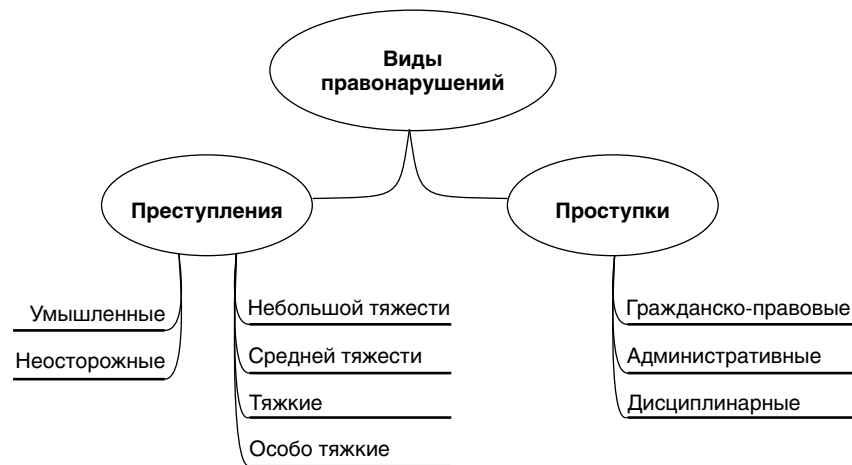 Виды
правонарушений
Преступления
Проступки
Умышленные
Неосторожные
Небольшой тяжести
Средней тяжести
Тяжкие
Особо тяжкие
Гражданско-правовые
Административные
Дисциплинарные